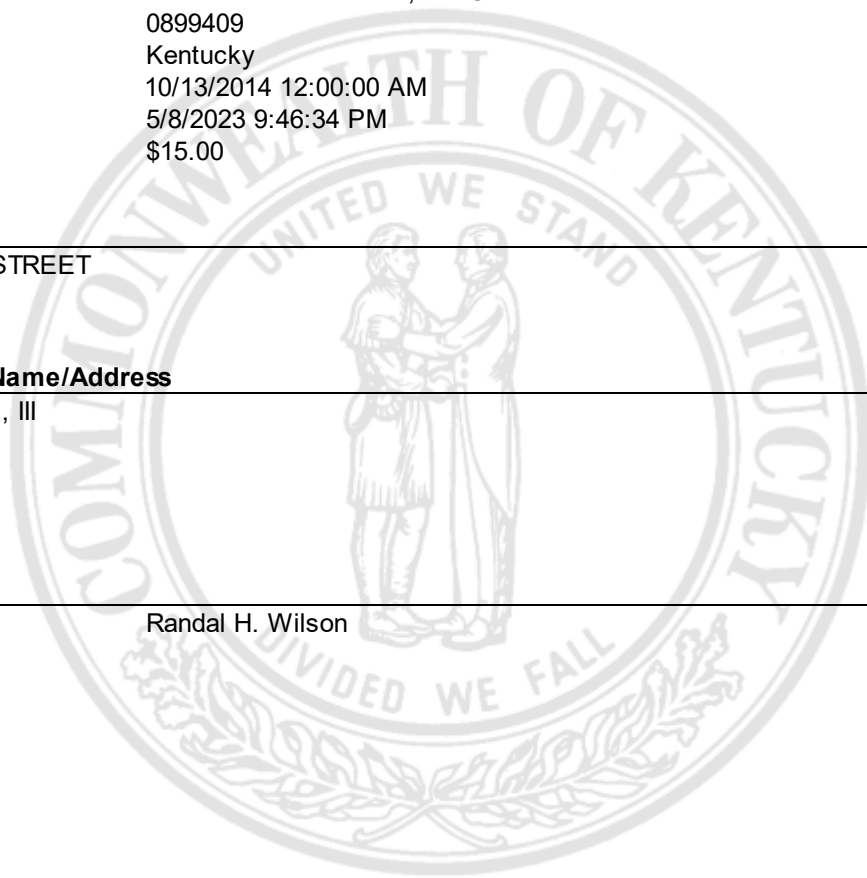 0899409
Kentucky
10/13/2014 12:00:00 AM
5/8/2023 9:46:34 PM
$15.00
COMMONWEALTH OF KENTUCKY
UNITED WE STAND
STREET
Name/Address
, III
Randal H. Wilson
DIVIDED WE FALL